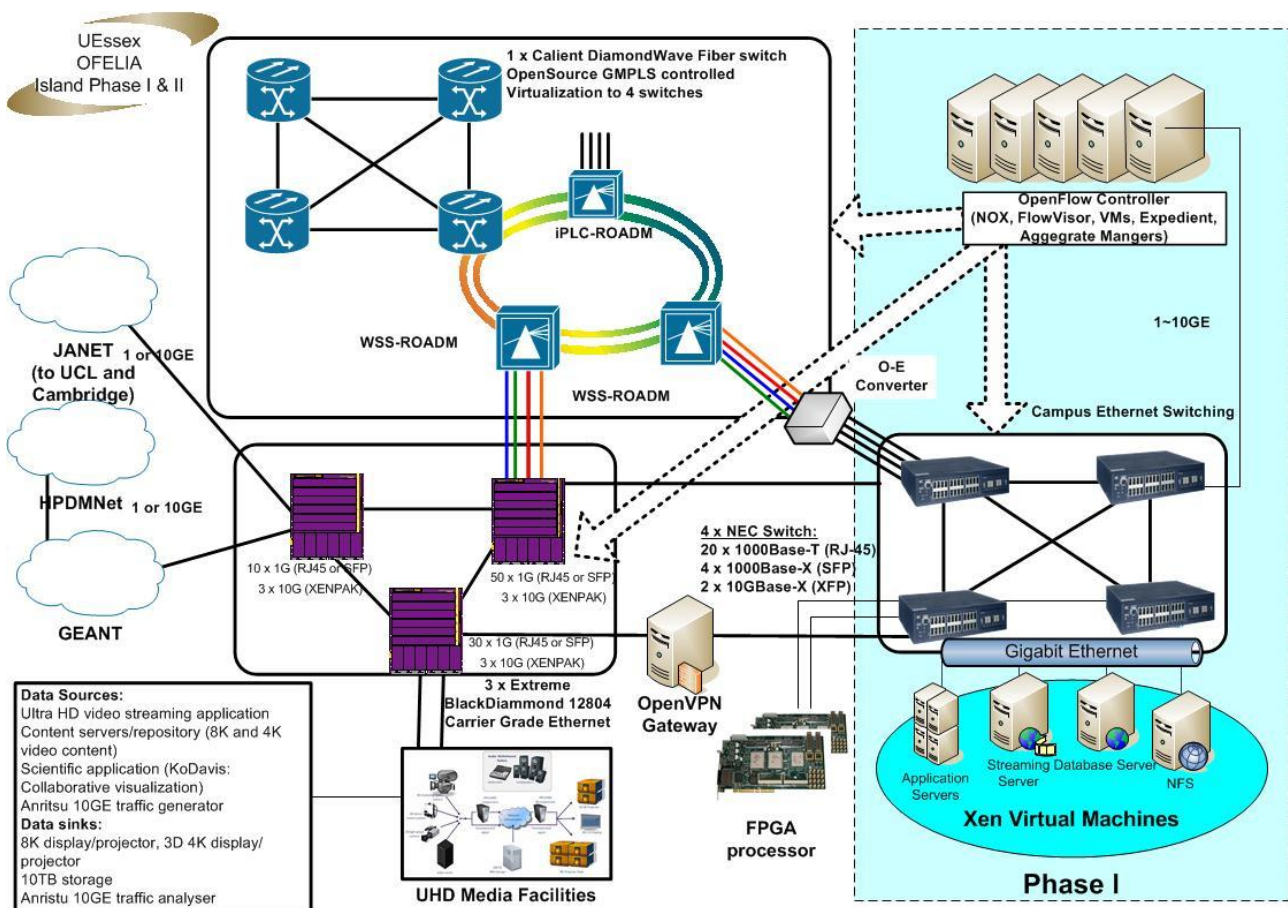 UEssex
OFELIA
Island Phase I & II
1 x Calient DiamondWave Fiber switch
OpenSource GMPLS controlled
Virtualization to 4 switches
iPLC-ROADM
WSS-ROADM
WSS-ROADM
OpenFlow Controller
(NOX, FlowVisor, VMs, Expedient,
Aggegrate Mangers)
1~10GE
O-E
Converter
Campus Ethernet Switching
JANET
(to UCL and
Cambridge)
1 or 10GE
HPDMNet
1 or 10GE
GEANT
10 x 1G (RJ45 or SFP)
3 x 10G (XENPAK)
50 x 1G (RJ45 or SFP)
3 x 10G (XENPAK)
30 x 1G (RJ45 or SFP)
3 x 10G (XENPAK)
3 x Extreme
BlackDiammond 12804
Carrier Grade Ethernet
4 x NEC Switch:
20 x 1000Base-T (RJ-45)
4 x 1000Base-X (SFP)
2 x 10GBase-X (XFP)
OpenVPN
Gateway
FPGA
processor
Gigabit Ethernet
Application
Servers
Streaming
Server
Database Server
NFS
Xen Virtual Machines
Phase I
Data Sources:
Ultra HD video streaming application
Content servers/repository (8K and 4K
video content)
Scientific application (KoDavis:
Collaborative visualization)
Anritsu 10GE traffic generator
Data sinks:
8K display/projector, 3D 4K display/
projector
10TB storage
Anristu 10GE traffic analyser
UHD Media Facilities